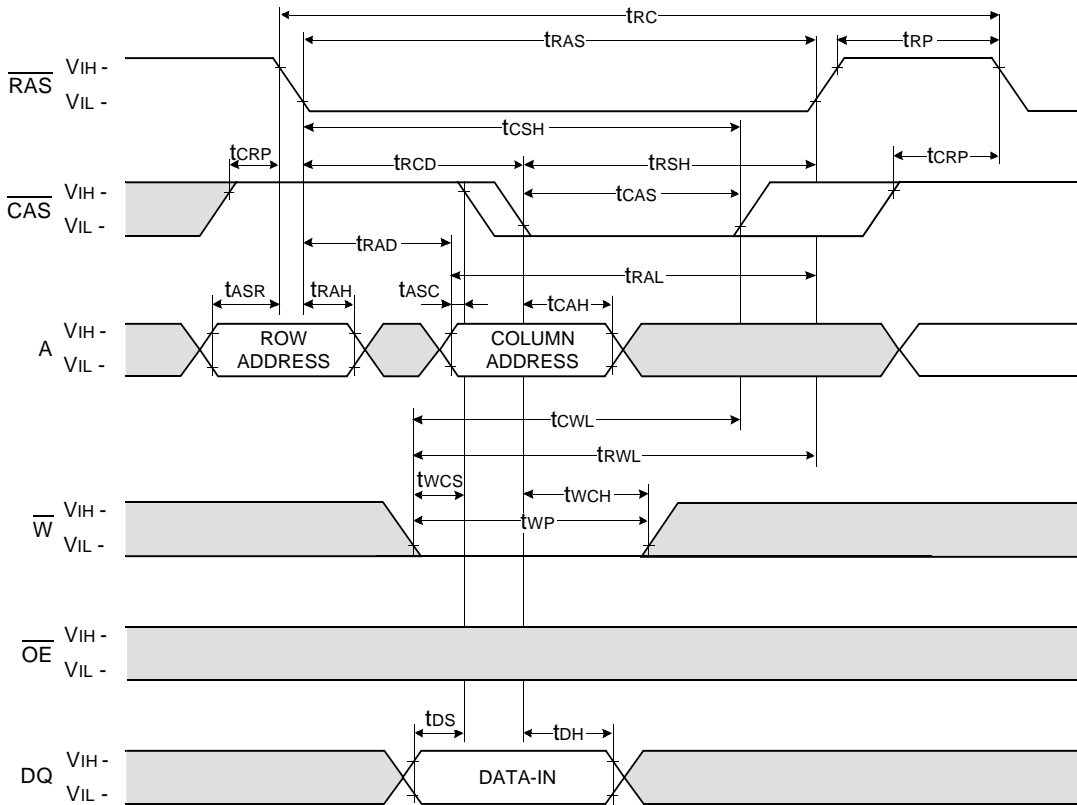 tRC
tRAS
tRP
RAS
VIH -
VIL -
tCSH
tCRP
tRCD
tRSH
tCRP
CAS
VIH -
VIL -
tCAS
tRAD
tRAL
tASR
tRAH
tASC
tCAH
A
VIH -
VIL -
ROW
ADDRESS
COLUMN
ADDRESS
tCWL
tRWL
tWCS
tWCH
W
VIH -
VIL -
tWP
OE
VIH -
VIL -
tDS
tDH
DQ
VIH -
VIL -
DATA-IN